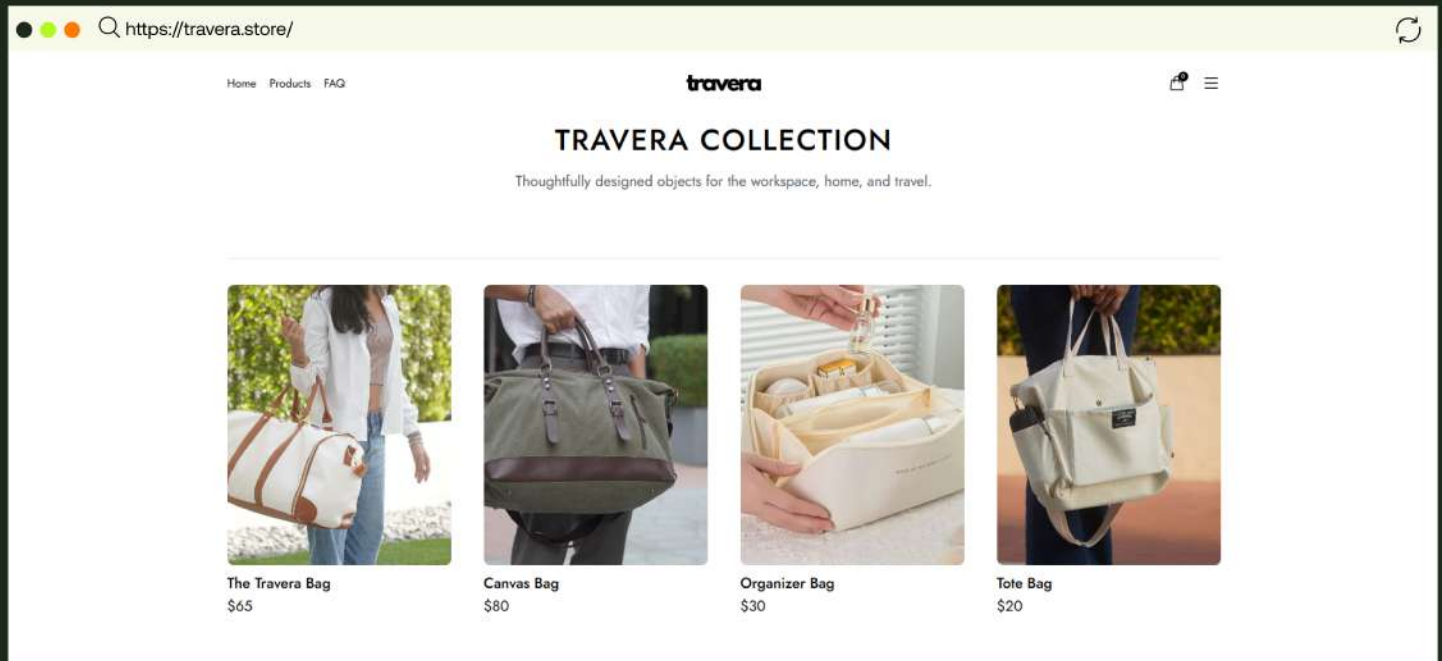 https://travera.store/
Home Products FAQ
travera
0
TRAVERA COLLECTION
Thoughtfully designed objects for the workspace, home, and travel.
The Travera Bag
$65
Canvas Bag
$80
Organizer Bag
$30
Tote Bag
$20